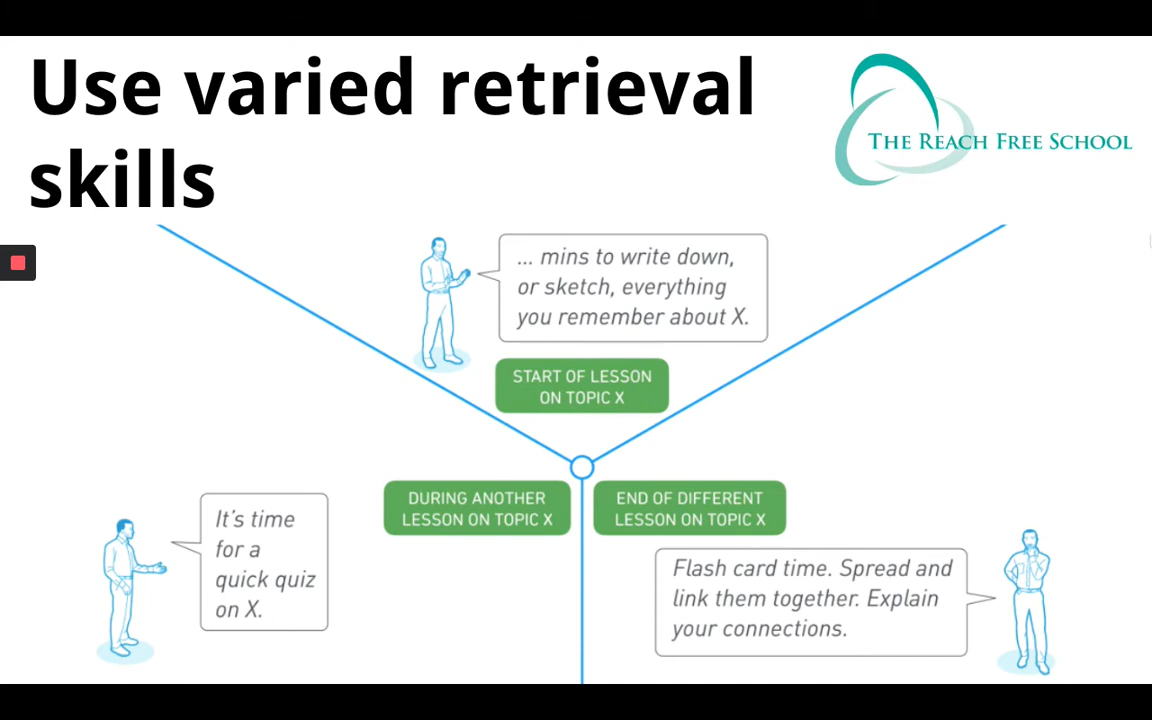 Use varied retrieval
skills
THE REACH FREE SCHOOL
... mins to write down,
or sketch, everything
you remember about X.
START OF LESSON
ON TOPIC X
DURING ANOTHER
LESSON ON TOPIC X
END OF DIFFERENT
LESSON ON TOPIC X
It's time
for a
quick quiz
on X.
Flash card time. Spread and
link them together. Explain
your connections.